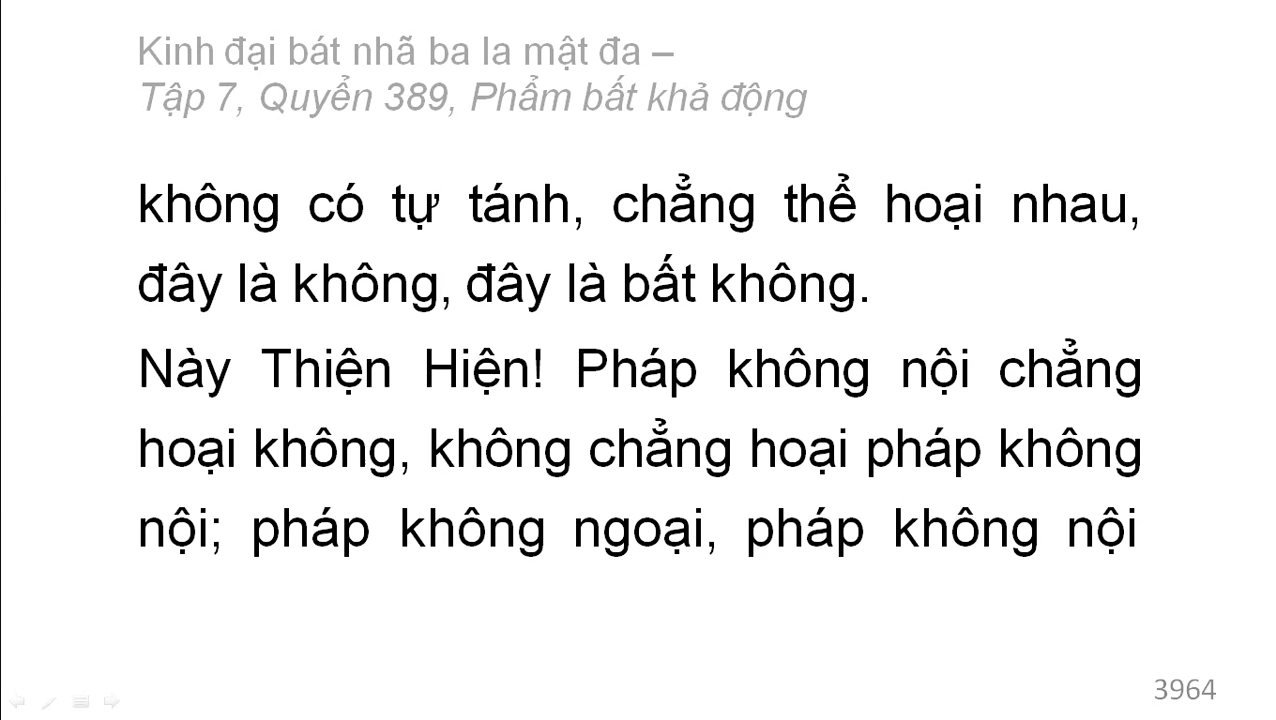 Kinh đại bát nhã ba la mật đa –
Tập 7, Quyển 389, Phẩm bất khả động
không có tự tánh, chẳng thể hoại nhau,
đây là không, đây là bất không.
Này Thiện Hiện! Pháp không nội chẳng
hoại không, không chẳng hoại pháp không
nội; pháp không ngoại, pháp không nội
3964